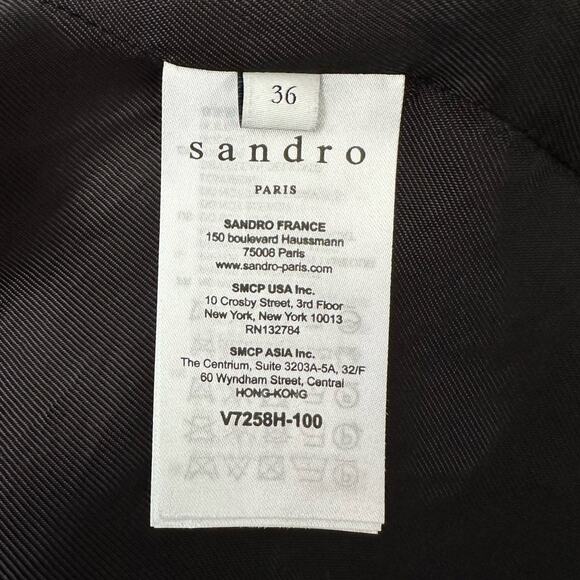 36
sandro
PARIS
SANDRO FRANCE
150 boulevard Haussmann
75008 Paris
www.sandro-paris.com
SMCP USA Inc.
10 Crosby Street, 3rd Floor
New York, New York 10013
RN132784
SMCP ASIA Inc.
The Centrium, Suite 3203A-5A, 32/F
60 Wyndham Street, Central
HONG-KONG
V7258H-100